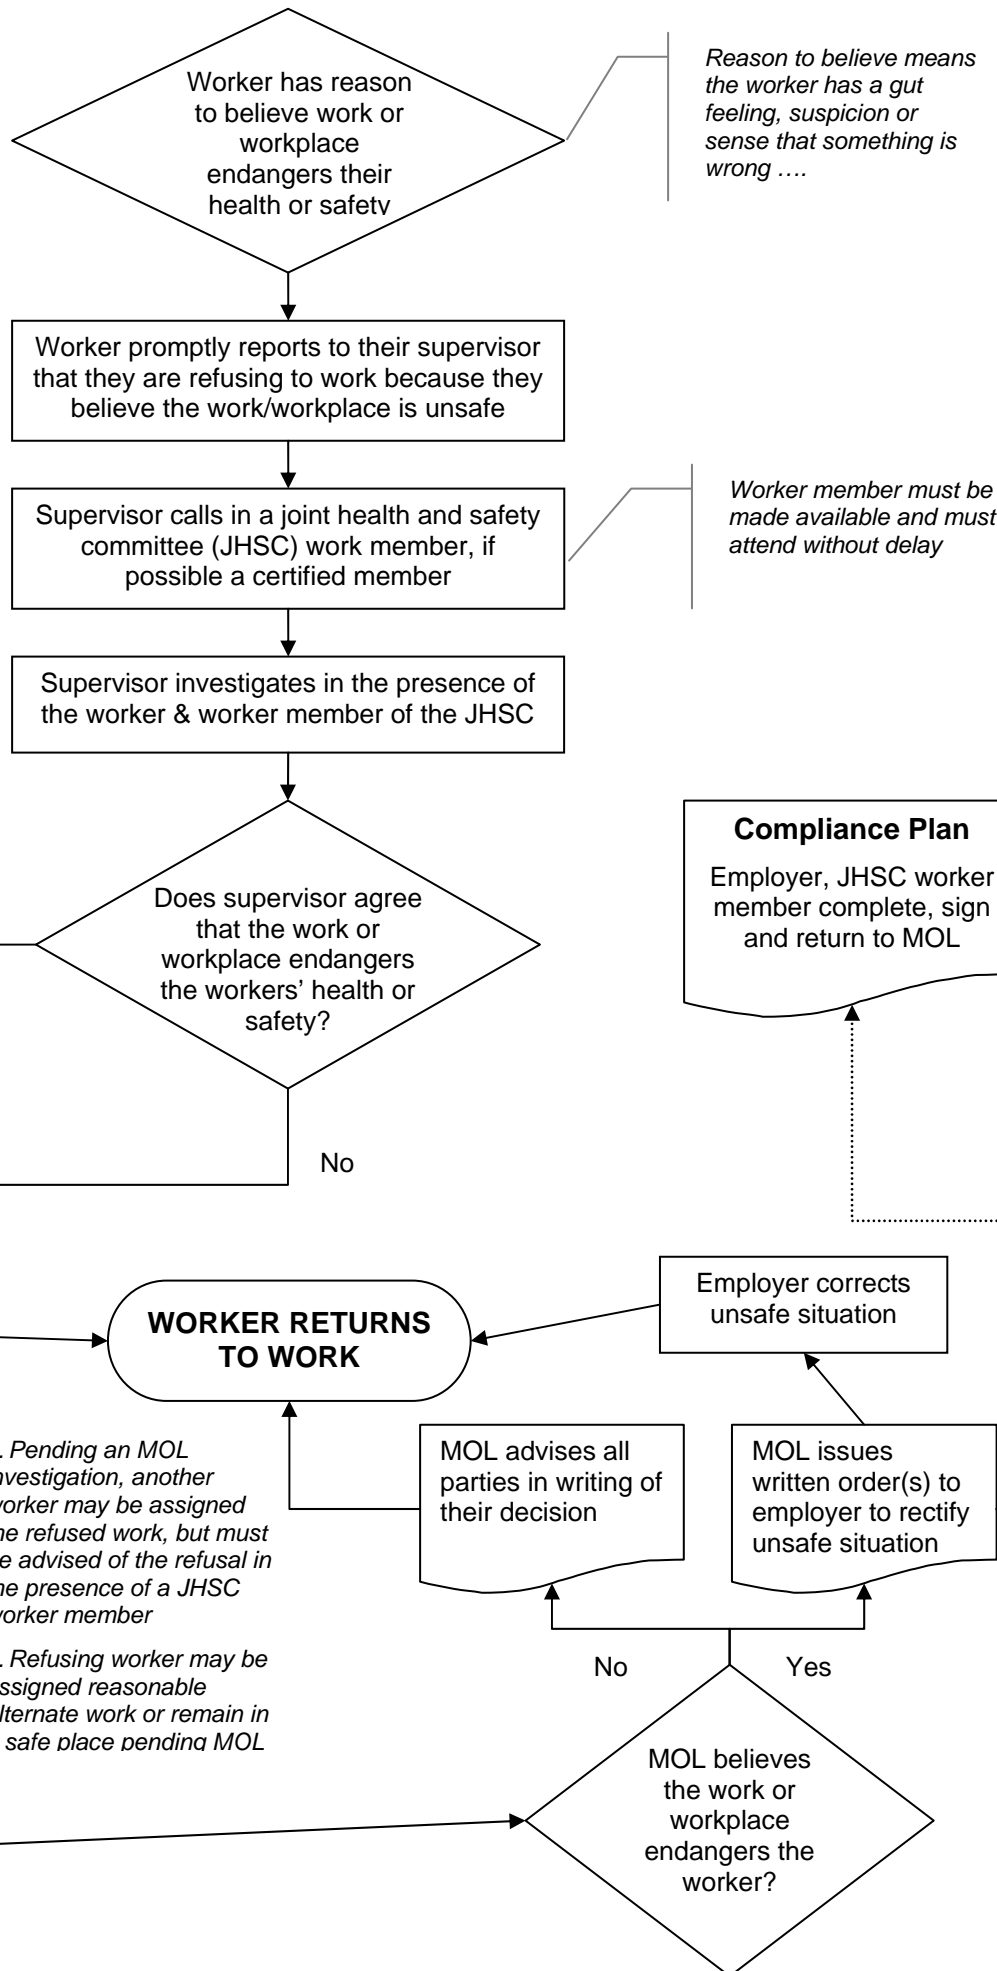 Worker has reason
to believe work or
workplace
endangers their
health or safety
Reason to believe means
the worker has a gut
feeling, suspicion or
sense that something is
wrong ….
Worker promptly reports to their supervisor
that they are refusing to work because they
believe the work/workplace is unsafe
Supervisor calls in a joint health and safety
committee (JHSC) work member, if
possible a certified member
Worker member must be
made available and must
attend without delay
Supervisor investigates in the presence of
the worker & worker member of the JHSC
Does supervisor agree
that the work or
workplace endangers
the workers’ health or
safety?
Compliance Plan
Employer, JHSC worker
member complete, sign
and return to MOL
No
WORKER RETURNS
TO WORK
Employer corrects
unsafe situation
. Pending an MOL
nvestigation, another
orker may be assigned
he refused work, but must
e advised of the refusal in
he presence of a JHSC
orker member
. Refusing worker may be
ssigned reasonable
lternate work or remain in
safe place pending MOL
MOL advises all
parties in writing of
their decision
MOL issues
written order(s) to
employer to rectify
unsafe situation
No
Yes
MOL believes
the work or
workplace
endangers the
worker?